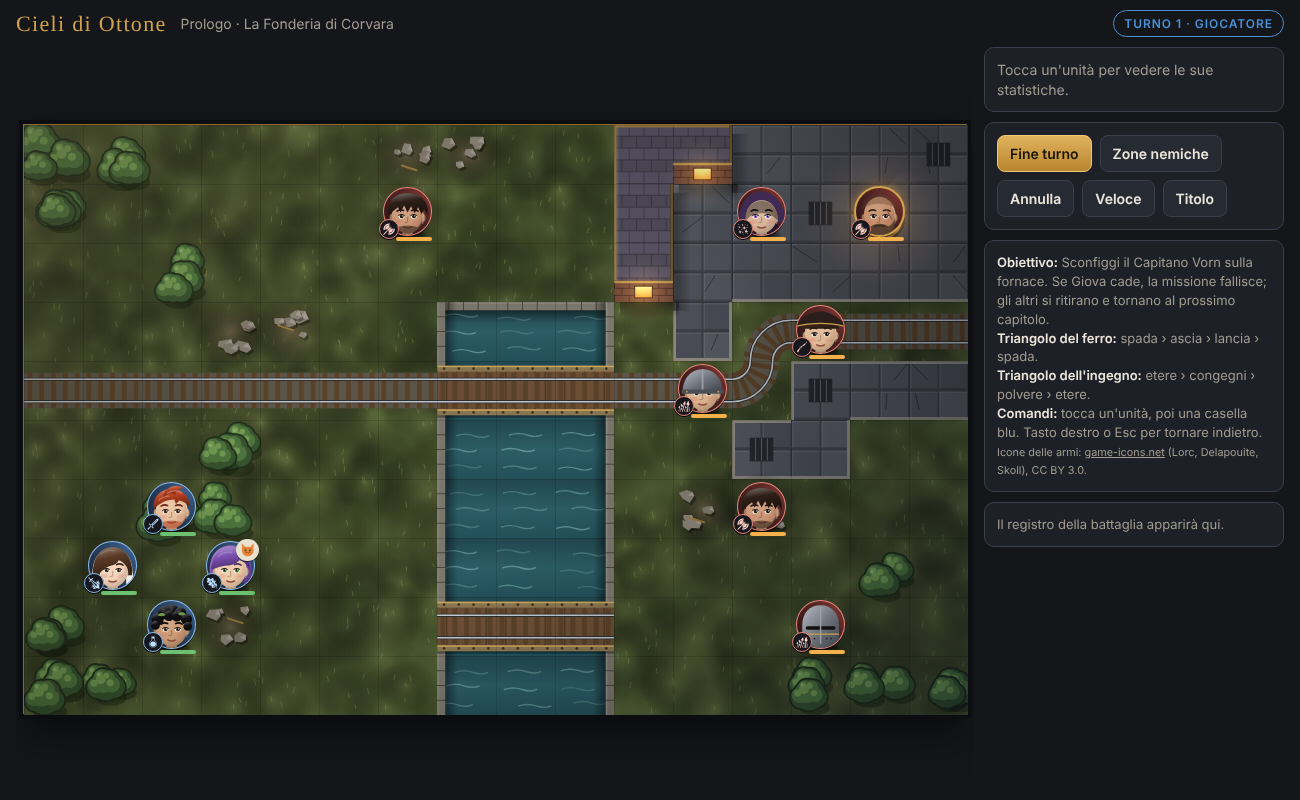 Cieli di Ottone
Prologo · La Fonderia di Corvara
TURNO 1 · GIOCATORE
Tocca un'unità per vedere le sue
statistiche.
Fine turno
Zone nemiche
Annulla
Veloce
Titolo
Obiettivo: Sconfiggi il Capitano Vorn sulla
fornace. Se Giova cade, la missione fallisce;
gli altri si ritirano e tornano al prossimo
capitolo.
Triangolo del ferro: spada › ascia › lancia ›
spada.
Triangolo dell'ingegno: etere › congegni ›
polvere › etere.
Comandi: tocca un'unità, poi una casella
blu. Tasto destro o Esc per tornare indietro.
Icone delle armi: game-icons.net (Lorc, Delapouite,
Skoll), CC BY 3.0.
Il registro della battaglia apparirà qui.